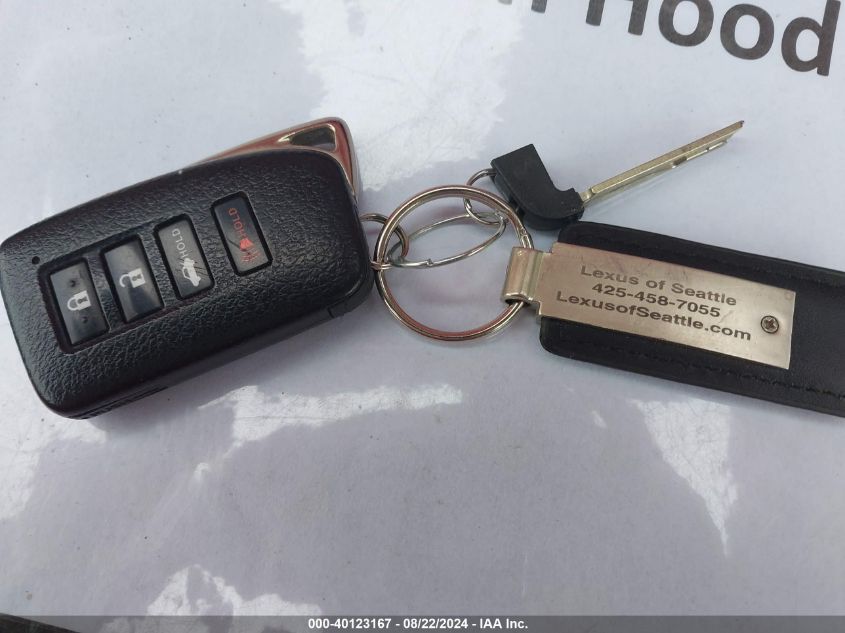 Hood
HOLD
HOLD
Lexus of Seattle
425-458-7055
LexusofSeattle.com
000-40123167 - 08/22/2024 - IAA Inc.